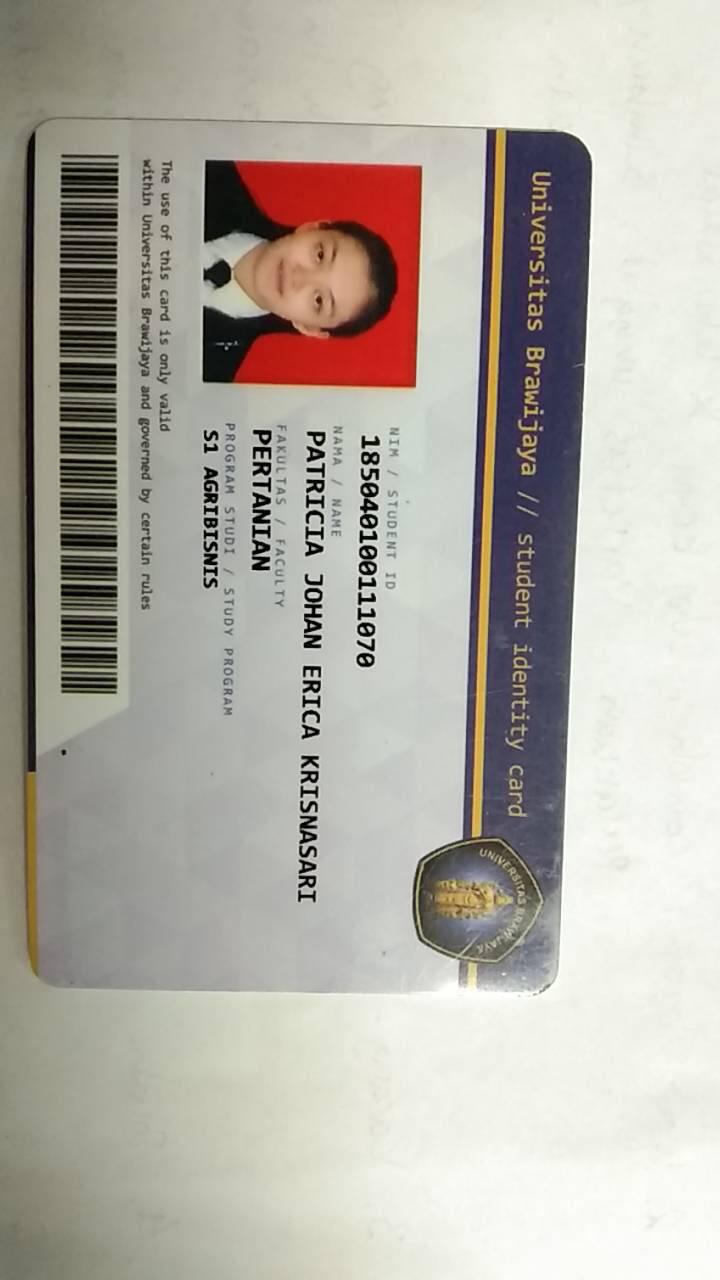 Universitas Brawijaya // student identity card
UNIVERSITAS BRAWIJAYA
NIM / STUDENT ID
185040100111070
NAMA / NAME
PATRICIA JOHAN ERICA KRISNASARI
FAKULTAS / FACULTY
PERTANIAN
PROGRAM STUDI / STUDY PROGRAM
S1 AGRIBISNIS
The use of this card is only valid
within Universitas Brawijaya and governed by certain rules